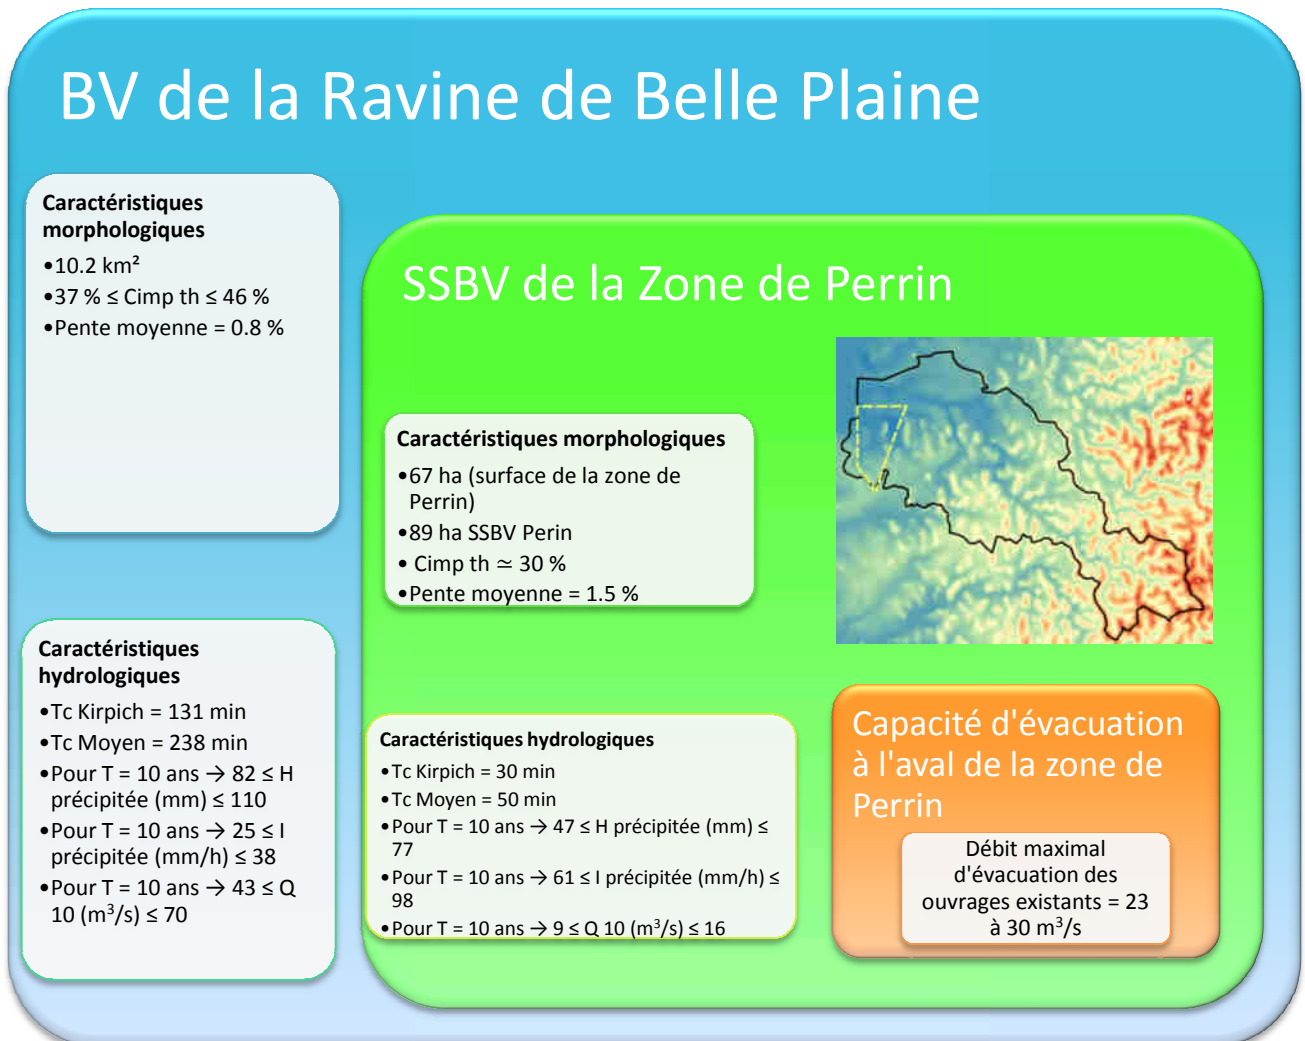 BV de la Ravine de Belle Plaine
Caractéristiques
morphologiques
•10.2 km²
•37 % ≤ Cimp th ≤ 46 %
•Pente moyenne = 0.8 %
SSBV de la Zone de Perrin
Caractéristiques morphologiques
•67 ha (surface de la zone de
Perrin)
•89 ha SSBV Perin
• Cimp th ≃ 30 %
•Pente moyenne = 1.5 %
Caractéristiques
hydrologiques
•Tc Kirpich = 131 min
•Tc Moyen = 238 min
•Pour T = 10 ans → 82 ≤ H
précipitée (mm) ≤ 110
•Pour T = 10 ans → 25 ≤ I
précipitée (mm/h) ≤ 38
•Pour T = 10 ans → 43 ≤ Q
10 (m³/s) ≤ 70
Caractéristiques hydrologiques
•Tc Kirpich = 30 min
•Tc Moyen = 50 min
•Pour T = 10 ans → 47 ≤ H précipitée (mm) ≤
77
•Pour T = 10 ans → 61 ≤ I précipitée (mm/h) ≤
98
•Pour T = 10 ans → 9 ≤ Q 10 (m³/s) ≤ 16
Capacité d'évacuation
à l'aval de la zone de
Perrin
Débit maximal
d'évacuation des
ouvrages existants = 23
à 30 m³/s